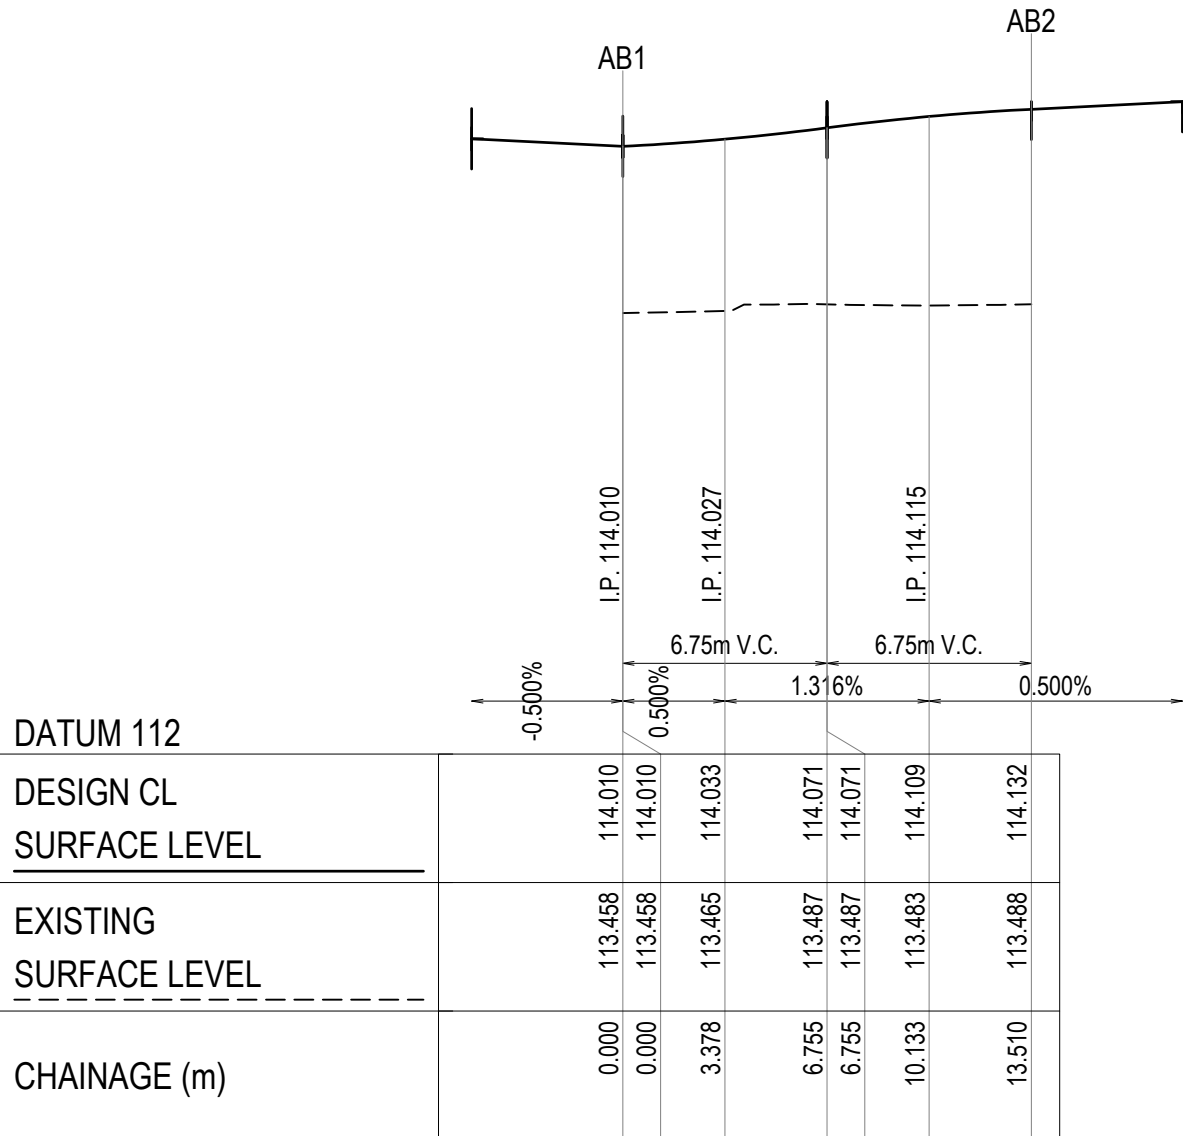 AB2
AB1
I.P. 114.010
I.P. 114.027
I.P. 114.115
6.75m V.C.
6.75m V.C.
-0.500%
0.500%
1.316%
0.500%
DATUM 112
DESIGN CL
SURFACE LEVEL
114.010
114.010
114.033
114.071
114.071
114.109
114.132
EXISTING
SURFACE LEVEL
113.458
113.458
113.465
113.487
113.487
113.483
113.488
CHAINAGE (m)
0.000
0.000
3.378
6.755
6.755
10.133
13.510